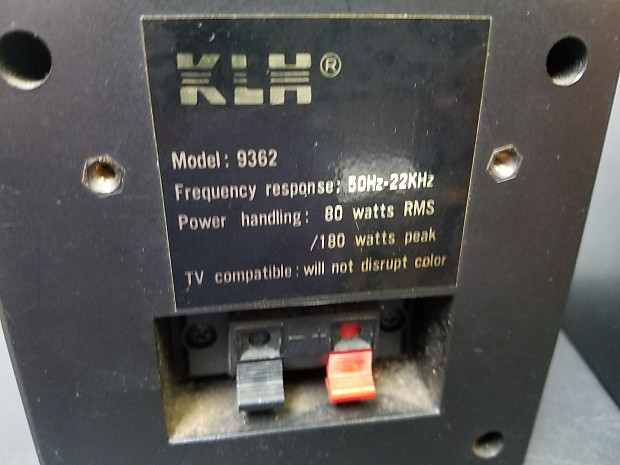 KLH®
Model: 9362
Frequency response: 50Hz-22KHz
Power handling: 80 watts RMS
/180 watts peak
TV compatible: will not disrupt color